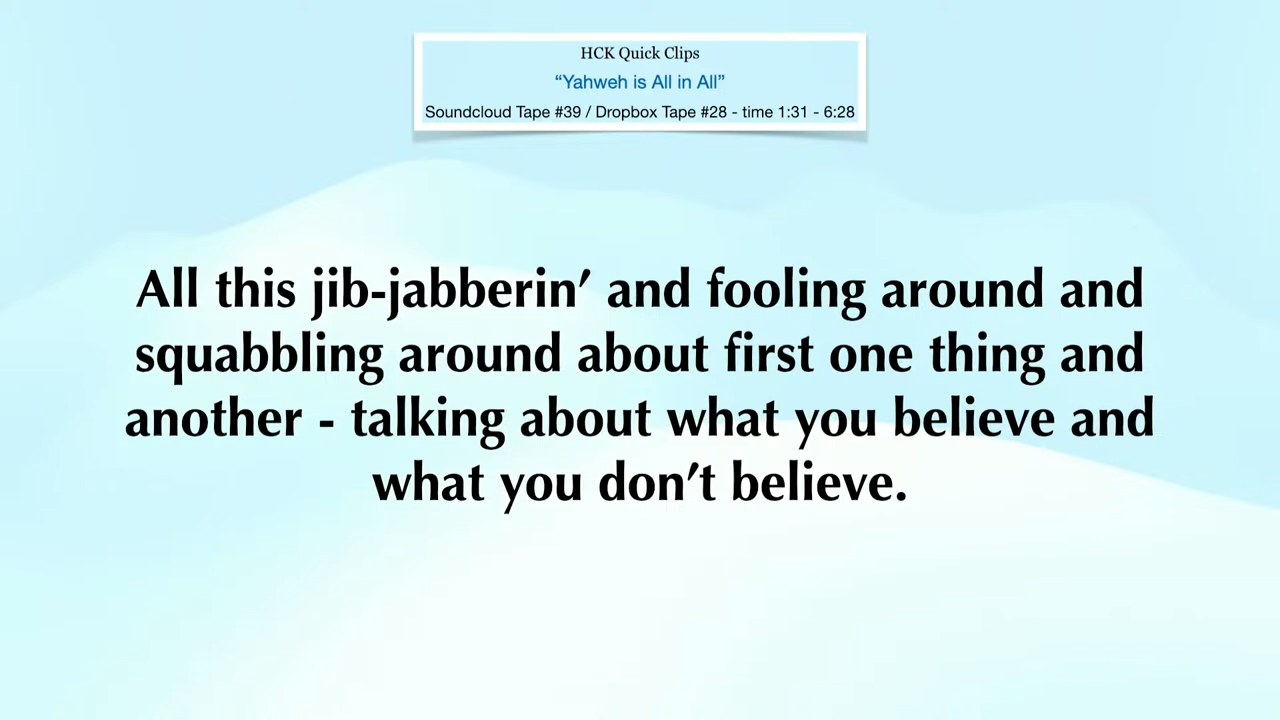 HCK Quick Clips
“Yahweh is All in All”
Soundcloud Tape #39 / Dropbox Tape #28 - time 1:31 - 6:28
All this jib-jabberin’ and fooling around and
squabbling around about first one thing and
another - talking about what you believe and
what you don’t believe.